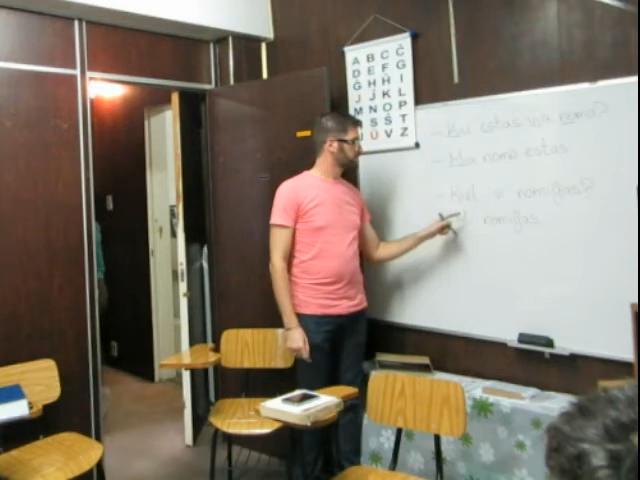 A B C Ĉ
D E F G
Ĝ H Ĥ I
J Ĵ K L
M N O P
S Ŝ T
Ŭ V Z
- Kiu estas via nomo?
- Mia nomo estas
- Kiel vi nomiĝas?
nomiĝas